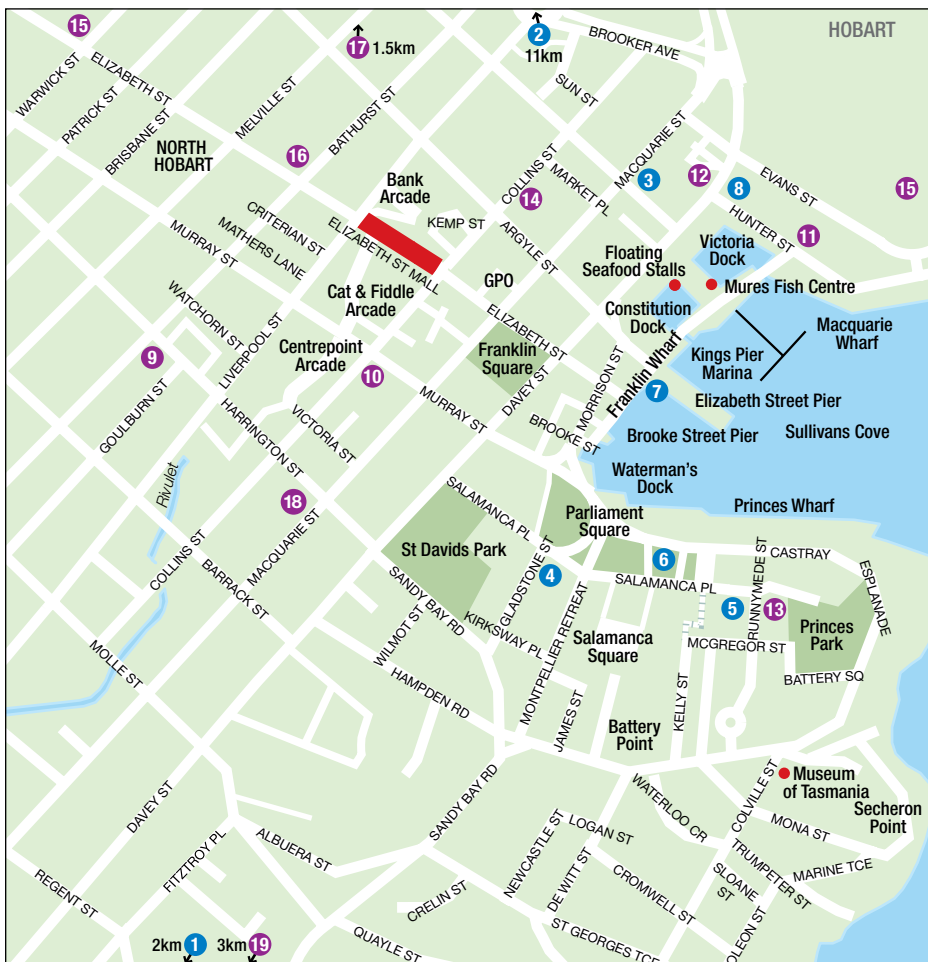 HOBART
15
17 1.5km
2
11km
BROOKER AVE
WARWICK ST
ELIZABETH ST
PATRICK ST
BRISBANE ST
MELVILLE ST
BATHURST ST
SUN ST
NORTH
HOBART
16
Bank
Arcade
COLLINS ST
MARKET PL
MACQUARIE ST
3
12
8
EVANS ST
15
14
KEMP ST
ARGYLE ST
HUNTER ST
11
CRITERIAN ST
MATHERS LANE
MURRAY ST
ELIZABETH ST MALL
GPO
Floating
Seafood Stalls
Victoria
Dock
Mures Fish Centre
Cat & Fiddle
Arcade
Constitution
Dock
WATCHORN ST
LIVERPOOL ST
ELIZABETH ST
Franklin
Square
Centrepoint
Arcade
9
10
DAVEY ST
MORRISON ST
Franklin Wharf
Kings Pier
Marina
Macquarie
Wharf
7
Elizabeth Street Pier
GOULBURN ST
HARRINGTON ST
VICTORIA ST
MURRAY ST
BROOKE ST
Brooke Street Pier
Sullivans Cove
Waterman's
Dock
Rivulet
18
MACQUARIE ST
SALAMANCA PL
Princes Wharf
Parliament
Square
St Davids Park
COLLINS ST
BARRACK ST
GLADSTONE ST
4
6
SALAMANCA PL
CASTRAY
ESPLANADE
RUNNYMEDE ST
5
13
Princes
Park
SANDY BAY RD
WILMOT ST
KIRKSWAY PL
MONTPELLIER RETREAT
Salamanca
Square
MCGREGOR ST
BATTERY SQ
MOLLE ST
HAMPDEN RD
JAMES ST
KELLY ST
Battery
Point
DAVEY ST
SANDY BAY RD
WATERLOO CR
COLVILLE ST
Museum
of Tasmania
Secheron
Point
MONA ST
FITZTROY PL
ALBUERA ST
NEWCASTLE ST
LOGAN ST
DE WITT ST
CROMWELL ST
SLOANE
ST
TRUMPETER ST
MARINE TCE
REGENT ST
CRELIN ST
QUAYLE ST
ST GEORGES TCE
OLEON ST
2km 1
3km 19